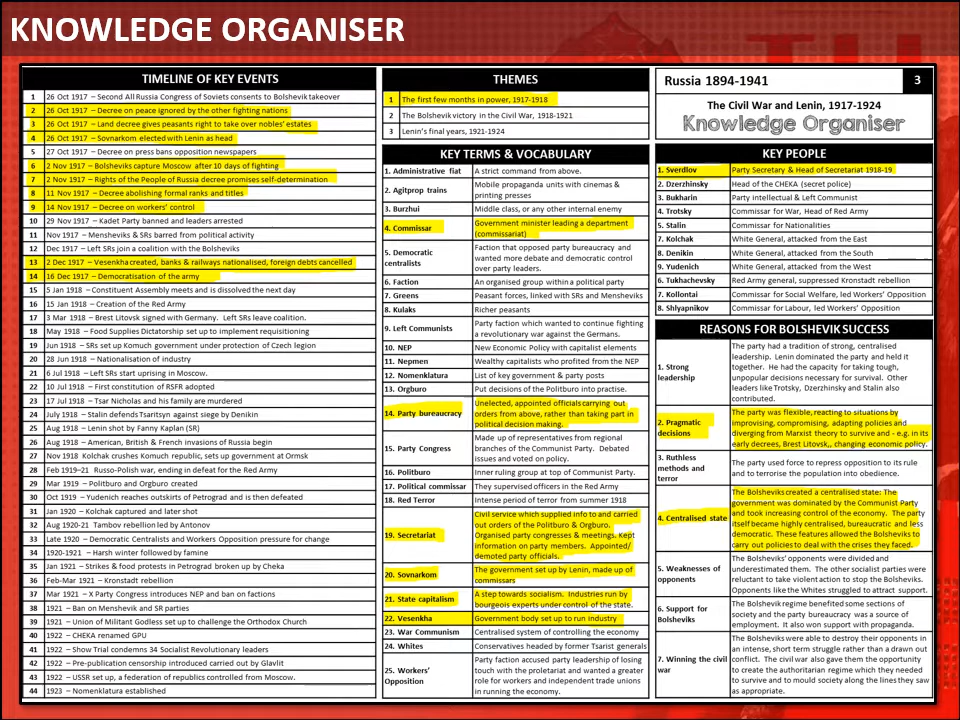 KNOWLEDGE ORGANISER
TIMELINE OF KEY EVENTS
1 26 Oct 1917 – Second All Russia Congress of Soviets consents to Bolshevik takeover
2 26 Oct 1917 – Decree on peace ignored by the other fighting nations
3 26 Oct 1917 – Land decree gives peasants right to take over nobles' estates
4 26 Oct 1917 – Sovnarkom elected with Lenin as head
5 27 Oct 1917 – Decree on press bans opposition newspapers
6 2 Nov 1917 – Bolsheviks capture Moscow after 10 days of fighting
7 2 Nov 1917 – Rights of the People of Russia decree promises self-determination
8 11 Nov 1917 – Decree abolishing formal ranks and titles
9 14 Nov 1917 – Decree on workers' control
10 29 Nov 1917 – Kadet Party banned and leaders arrested
11 Nov 1917 – Mensheviks & SRs barred from political activity
12 Dec 1917 – Left SRs join a coalition with the Bolsheviks
13 2 Dec 1917 – Vesenkha created, banks & railways nationalised, foreign debts cancelled
14 16 Dec 1917 – Democratisation of the army
15 5 Jan 1918 – Constituent Assembly meets and is dissolved the next day
16 15 Jan 1918 – Creation of the Red Army
17 3 Mar 1918 – Brest Litovsk signed with Germany. Left SRs leave coalition.
18 May 1918 – Food Supplies Dictatorship set up to implement requisitioning
19 Jun 1918 – SRs set up Komuch government under protection of Czech legion
20 28 Jun 1918 – Nationalisation of industry
21 6 Jul 1918 – Left SRs start uprising in Moscow.
22 10 Jul 1918 – First constitution of RSFR adopted
23 17 Jul 1918 – Tsar Nicholas and his family are murdered
24 July 1918 – Stalin defends Tsaritsyn against siege by Denikin
25 Aug 1918 – Lenin shot by Fanny Kaplan (SR)
26 Aug 1918 – American, British & French invasions of Russia begin
27 Nov 1918 Kolchak crushes Komuch republic, sets up government at Omsk
28 Feb 1919–21 Russo-Polish war, ending in defeat for the Red Army
29 Mar 1919 – Politburo and Orgburo created
30 Oct 1919 – Yudenich reaches outskirts of Petrograd and is then defeated
31 Jan 1920 – Kolchak captured and later shot
32 Aug 1920-21 Tambov rebellion led by Antonov
33 Late 1920 – Democratic Centralists and Workers Opposition pressure for change
34 1920-1921 – Harsh winter followed by famine
35 Jan 1921 – Strikes & food protests in Petrograd broken up by Cheka
36 Feb-Mar 1921 – Kronstadt rebellion
37 Mar 1921 – X Party Congress introduces NEP and ban on factions
38 1921 – Ban on Menshevik and SR parties
39 1921 – Union of Militant Godless set up to challenge the Orthodox Church
40 1922 – CHEKA renamed GPU
41 1922 – Show Trial condemns 34 Socialist Revolutionary leaders
42 1922 – Pre-publication censorship introduced carried out by Glavlit
43 1922 – USSR set up, a federation of republics controlled from Moscow.
44 1923 – Nomenklatura established
THEMES
1 The first few months in power, 1917-1918
2 The Bolshevik victory in the Civil War, 1918-1921
3 Lenin's final years, 1921-1924
KEY TERMS & VOCABULARY
1. Administrative fiat A strict command from above.
2. Agitprop trains Mobile propaganda units with cinemas &
printing presses
3. Burzhui Middle class, or any other internal enemy
4. Commissar Government minister leading a department
(commissariat)
5. Democratic
centralists
Faction that opposed party bureaucracy and
wanted more debate and democratic control
over party leaders.
6. Faction An organised group within a political party
7. Greens Peasant forces, linked with SRs and Mensheviks
8. Kulaks Richer peasants
9. Left Communists Party faction which wanted to continue fighting
a revolutionary war against the Germans.
10. NEP New Economic Policy with capitalist elements
11. Nepmen Wealthy capitalists who profited from the NEP
12. Nomenklatura List of key government & party posts
13. Orgburo Put decisions of the Politburo into practise.
14. Party bureaucracy Unelected, appointed officials carrying out
orders from above, rather than taking part in
political decision making.
15. Party Congress Made up of representatives from regional
branches of the Communist Party. Debated
issues and voted on policy.
16. Politburo Inner ruling group at top of Communist Party.
17. Political commissar They supervised officers in the Red Army
18. Red Terror Intense period of terror from summer 1918
19. Secretariat Civil service which supplied info to and carried
out orders of the Politburo & Orgburo.
Organised party congresses & meetings. Kept
information on party members. Appointed/
demoted party officials.
20. Sovnarkom The government set up by Lenin, made up of
commissars
21. State capitalism A step towards socialism. Industries run by
bourgeois experts under control of the state.
22. Vesenkha Government body set up to run industry
23. War Communism Centralised system of controlling the economy
24. Whites Conservatives headed by former Tsarist generals
25. Workers'
Opposition
Party faction accused party leadership of losing
touch with the proletariat and wanted a greater
role for workers and independent trade unions
in running the economy.
Russia 1894-1941 3
The Civil War and Lenin, 1917-1924
Knowledge Organiser
KEY PEOPLE
1. Sverdlov Party Secretary & Head of Secretariat 1918-19
2. Dzerzhinsky Head of the CHEKA (secret police)
3. Bukharin Party intellectual & Left Communist
4. Trotsky Commissar for War, Head of Red Army
5. Stalin Commissar for Nationalities
7. Kolchak White General, attacked from the East
8. Denikin White General, attacked from the South
9. Yudenich White General, attacked from the West
6. Tukhachevsky Red Army general, suppressed Kronstadt rebellion
7. Kollontai Commissar for Social Welfare, led Workers' Opposition
8. Shlyapnikov Commissar for Labour, led Workers' Opposition
REASONS FOR BOLSHEVIK SUCCESS
1. Strong
leadership
The party had a tradition of strong, centralised
leadership. Lenin dominated the party and held it
together. He had the capacity for taking tough,
unpopular decisions necessary for survival. Other
leaders like Trotsky, Dzerzhinsky and Stalin also
contributed.
2. Pragmatic
decisions
The party was flexible, reacting to situations by
improvising, compromising, adapting policies and
diverging from Marxist theory to survive and - e.g. in its
early decrees, Brest Litovsk,, changing economic policy.
3. Ruthless
methods and
terror
The party used force to repress opposition to its rule
and to terrorise the population into obedience.
4. Centralised state
The Bolsheviks created a centralised state: The
government was dominated by the Communist Party
and took increasing control of the economy. The party
itself became highly centralised, bureaucratic and less
democratic. These features allowed the Bolsheviks to
carry out policies to deal with the crises they faced.
5. Weaknesses of
opponents
The Bolsheviks' opponents were divided and
underestimated them. The other socialist parties were
reluctant to take violent action to stop the Bolsheviks.
Opponents like the Whites struggled to attract support.
6. Support for
Bolsheviks
The Bolshevik regime benefited some sections of
society and the party bureaucracy was a source of
employment. It also won support with propaganda.
7. Winning the civil
war
The Bolsheviks were able to destroy their opponents in
an intense, short term struggle rather than a drawn out
conflict. The civil war also gave them the opportunity
to create the authoritarian regime which they needed
to survive and to mould society along the lines they saw
as appropriate.